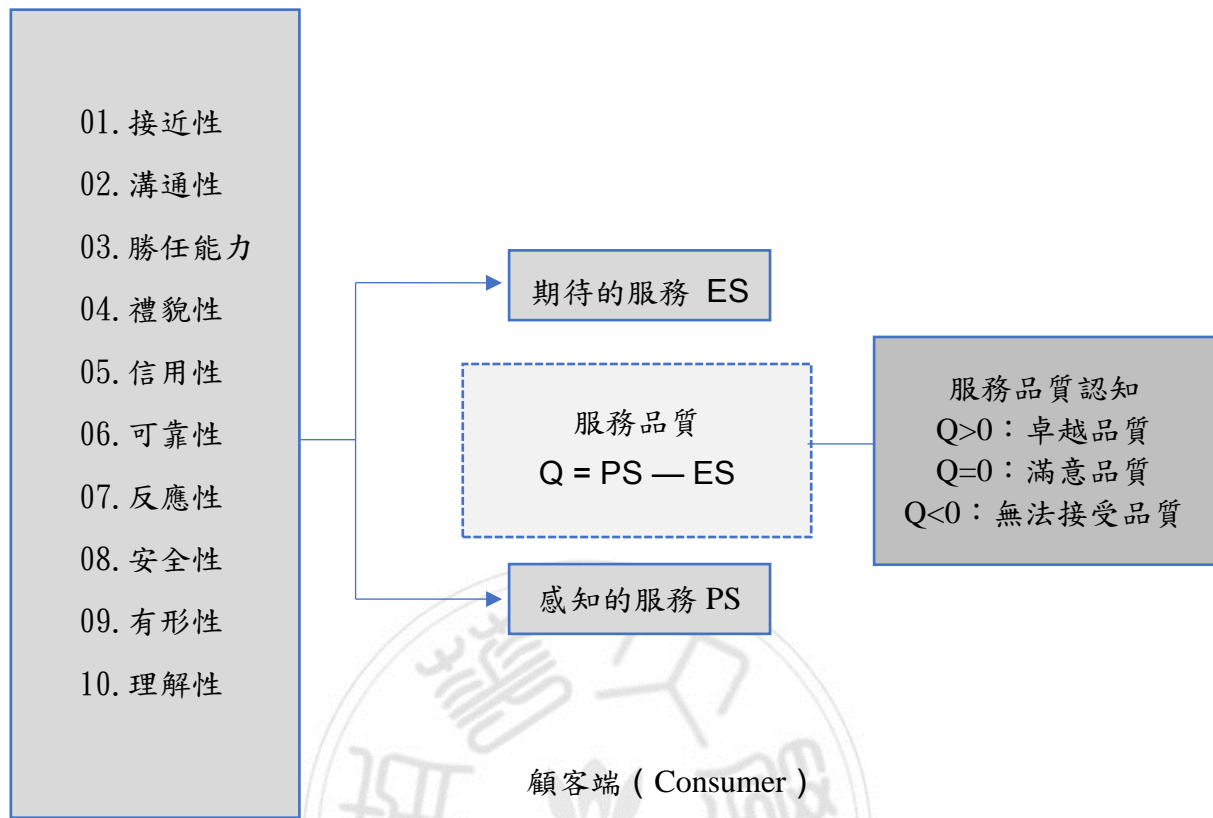 01.接近性
02.溝通性
03.勝任能力
04.禮貌性
05.信用性
06.可靠性
07.反應性
08.安全性
09.有形性
10.理解性
期待的服務 ES
服務品質
Q = PS — ES
感知的服務 PS
服務品質認知
Q>0：卓越品質
Q=0：滿意品質
Q<0：無法接受品質
顧客端（Consumer）